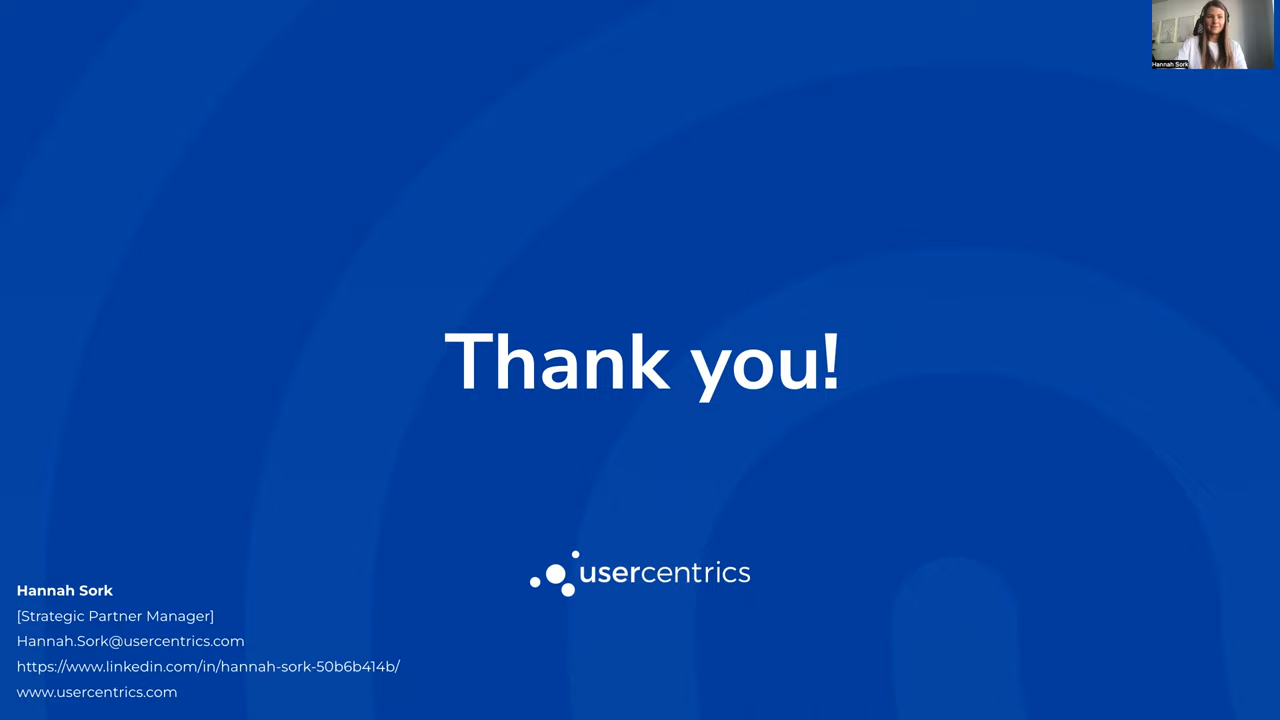 Hannah Sork
Thank you!
usercentrics
Hannah Sork
[Strategic Partner Manager]
Hannah.Sork@usercentrics.com
https://www.linkedin.com/in/hannah-sork-50b6b414b/
www.usercentrics.com